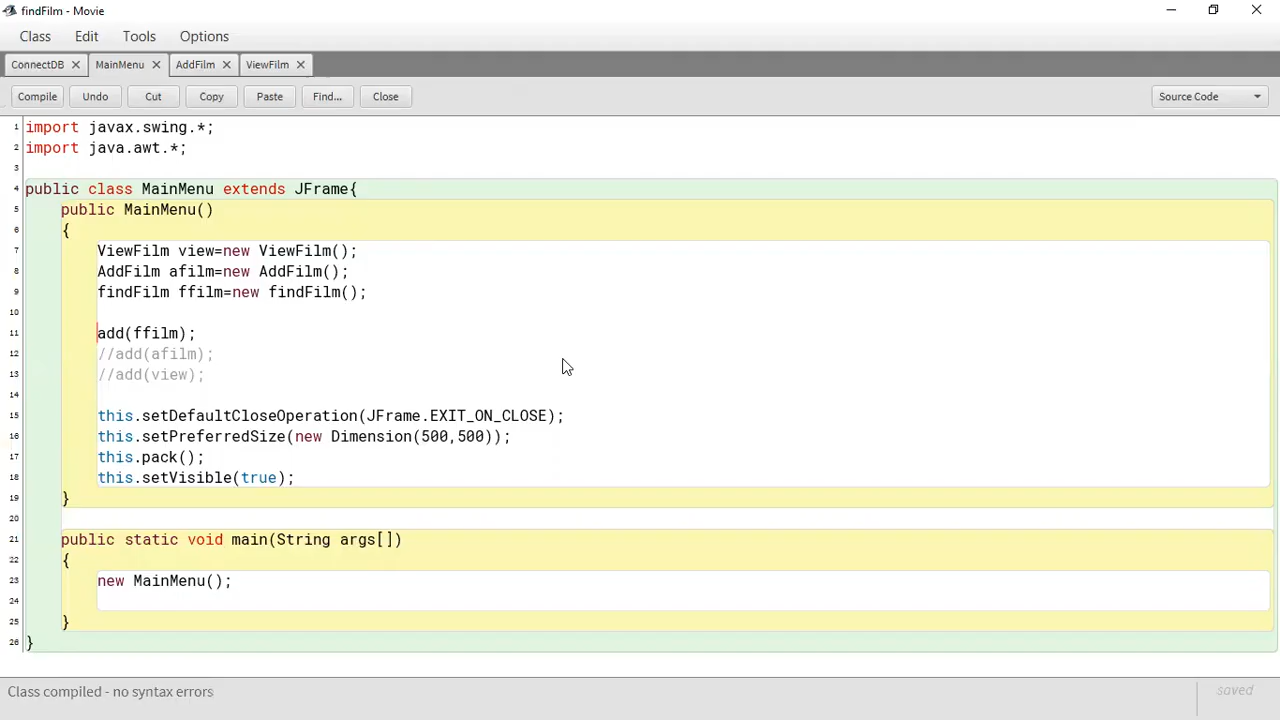 findFilm - Movie
Class Edit Tools Options
ConnectDB MainMenu AddFilm ViewFilm
Compile Undo Cut Copy Paste Find... Close Source Code
1 import javax.swing.*;
2 import java.awt.*;
3
4 public class MainMenu extends JFrame{
5 public MainMenu()
6 {
7 ViewFilm view=new ViewFilm();
8 AddFilm afilm=new AddFilm();
9 findFilm ffilm=new findFilm();
10
11 add(ffilm);
12 //add(afilm);
13 //add(view);
14
15 this.setDefaultCloseOperation(JFrame.EXIT_ON_CLOSE);
16 this.setPreferredSize(new Dimension(500,500));
17 this.pack();
18 this.setVisible(true);
19 }
20
21 public static void main(String args[])
22 {
23 new MainMenu();
24
25 }
26 }
Class compiled - no syntax errors saved